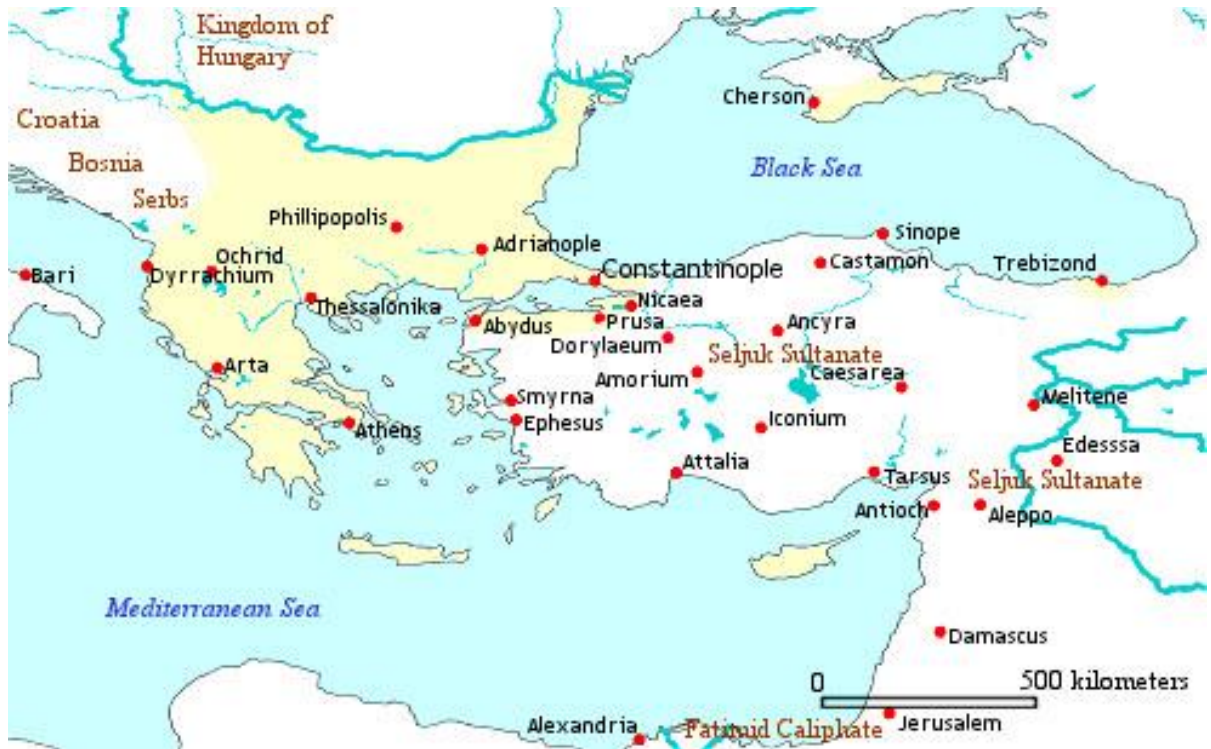 Kingdom of
Hungary
Cherson
Croatia
Bosnia
Black Sea
Serbs
Phillipopolis
Sinope
Adrianople
Ochrid
Castamon
Trebizond
Bari
Dyrrachium
Constantinople
Thessalonika
Nicaea
Abydus
Prusa
Ancyra
Dorylaeum
Seljuk Sultanate
Arta
Amorium
Caesarea
Smyrna
Melitene
Ephesus
Iconium
Athens
Edesssa
Attalia
Tarsus
Seljuk Sultanate
Antioch
Aleppo
Mediterranean Sea
Damascus
0
500 kilometers
Alexandria
Fatimid Caliphate
Jerusalem